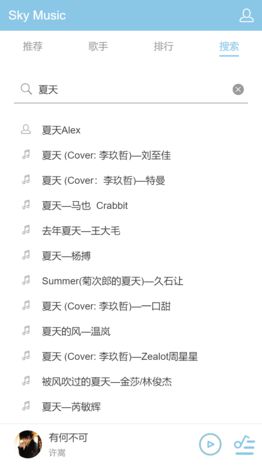 Sky Music
推荐 歌手 排行 搜索
夏天
夏天Alex
夏天 (Cover: 李玖哲)—刘至佳
夏天 (Cover： 李玖哲)—特曼
夏天—马也 Crabbit
去年夏天—王大毛
夏天—杨搏
Summer(菊次郎的夏天)—久石让
夏天 (Cover: 李玖哲)—一口甜
夏天的风—温岚
夏天 (Cover: 李玖哲)—Zealot周星星
被风吹过的夏天—金莎/林俊杰
夏天—芮敏辉
有何不可
许嵩